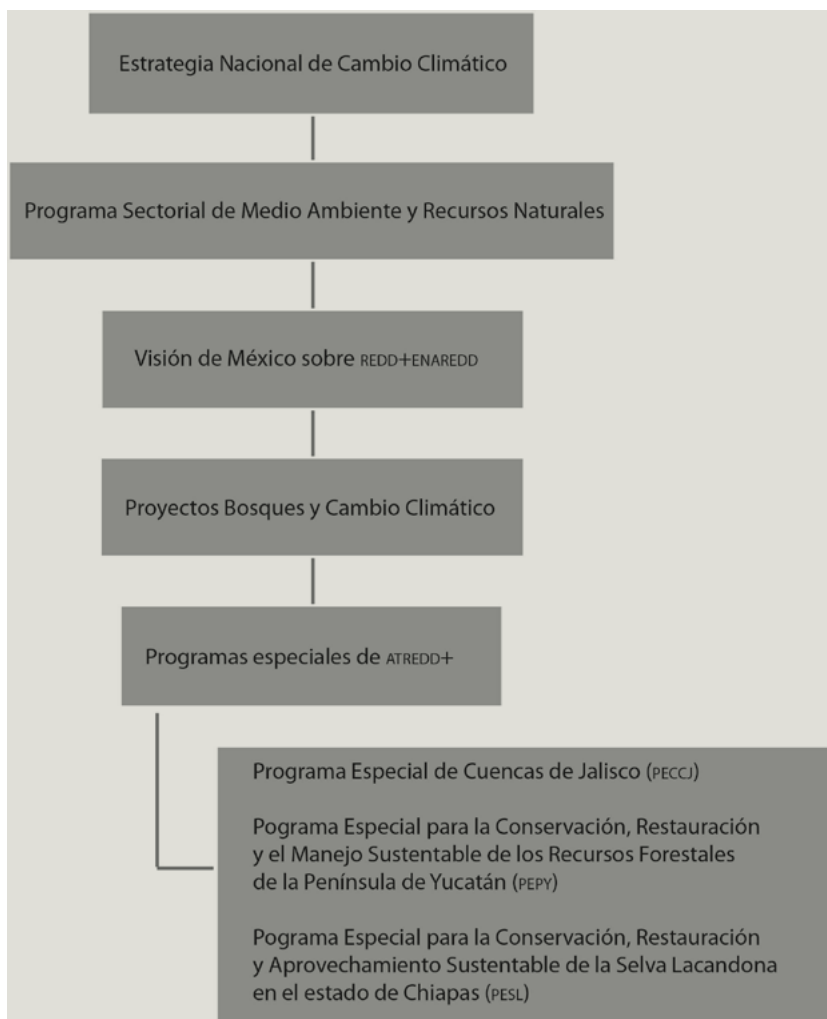 Estrategia Nacional de Cambio Climático
Programa Sectorial de Medio Ambiente y Recursos Naturales
Visión de México sobre REDD+ENAREDD
Proyectos Bosques y Cambio Climático
Programas especiales de ATREDD+
Programa Especial de Cuencas de Jalisco (PECCJ)
Pograma Especial para la Conservación, Restauración
y el Manejo Sustentable de los Recursos Forestales
de la Península de Yucatán (PEPY)
Pograma Especial para la Conservación, Restauración
y Aprovechamiento Sustentable de la Selva Lacandona
en el estado de Chiapas (PESL)